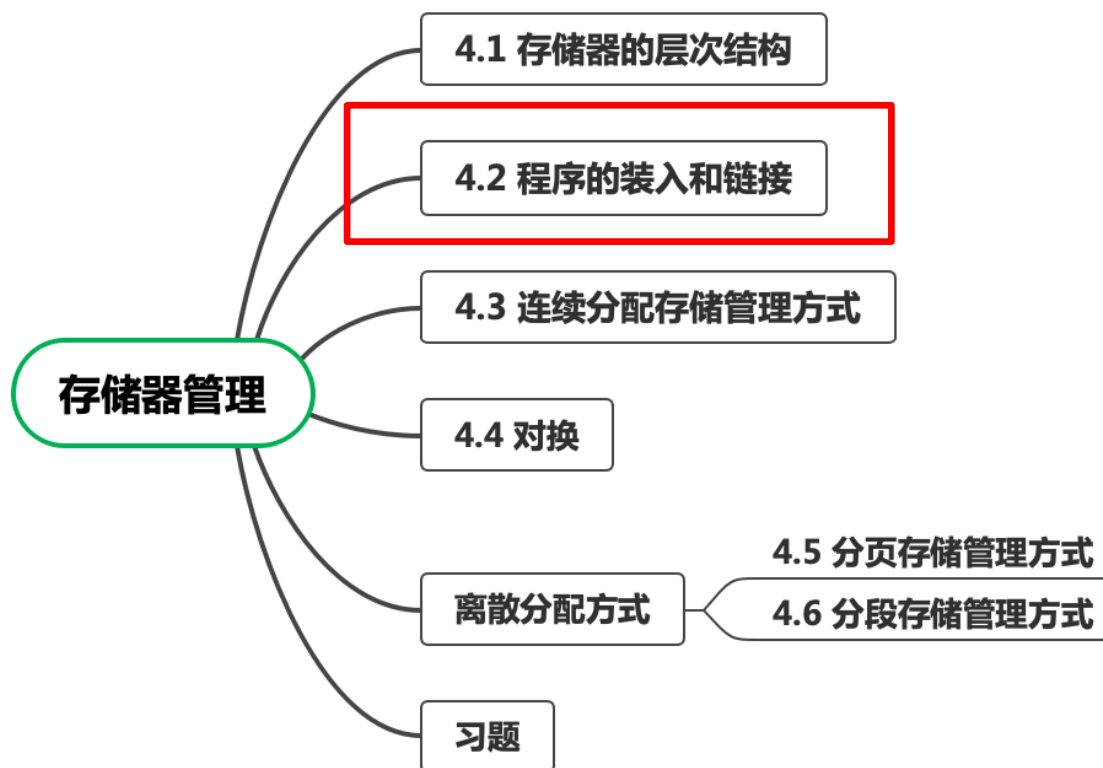 4.1 存储器的层次结构
4.2 程序的装入和链接
4.3 连续分配存储管理方式
存储器管理
4.4 对换
4.5 分页存储管理方式
离散分配方式
4.6 分段存储管理方式
习题